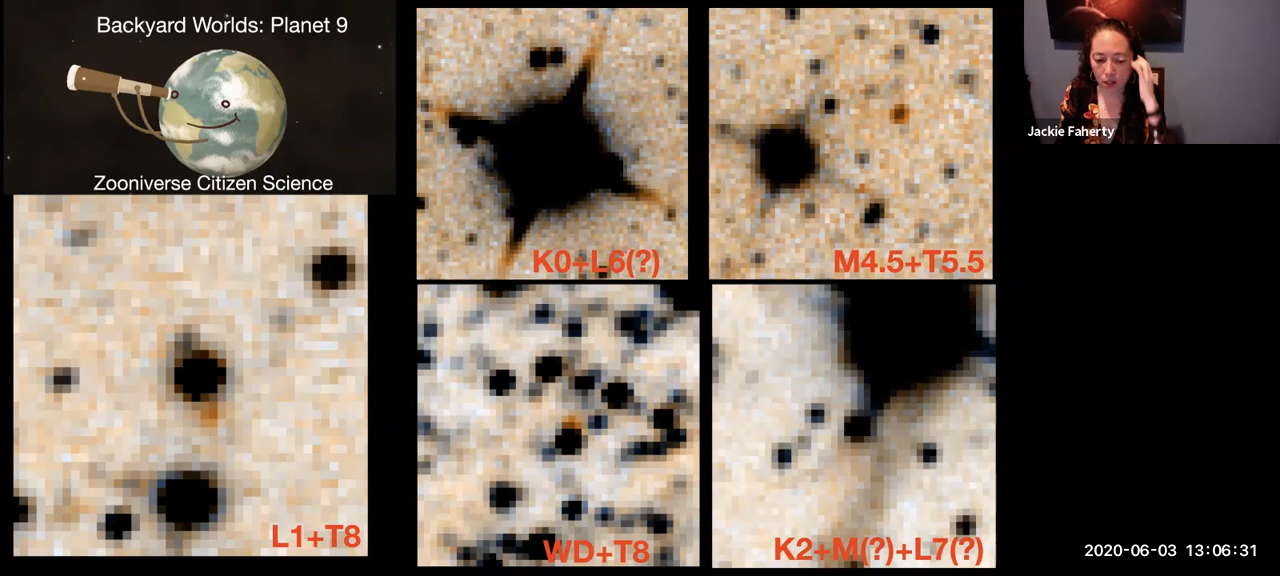 Backyard Worlds: Planet 9
Zooniverse Citizen Science
K0+L6(?)
M4.5+T5.5
Jackie Faherty
L1+T8
WD+T8
K2+M(?)+L7(?)
2020-06-03 13:06:31